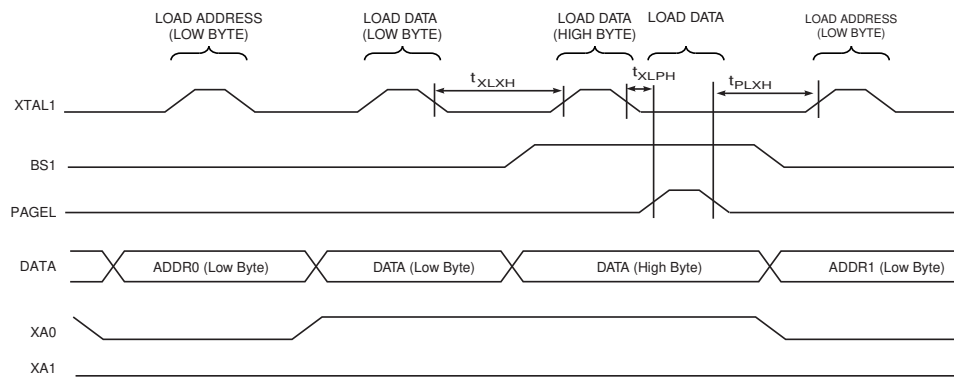 LOAD ADDRESS
(LOW BYTE)
LOAD DATA
(LOW BYTE)
LOAD DATA
(HIGH BYTE)
LOAD DATA
LOAD ADDRESS
(LOW BYTE)
tXLXH
tXLPH
tPLXH
XTAL1
BS1
PAGEL
DATA
ADDR0 (Low Byte)
DATA (Low Byte)
DATA (High Byte)
ADDR1 (Low Byte)
XA0
XA1